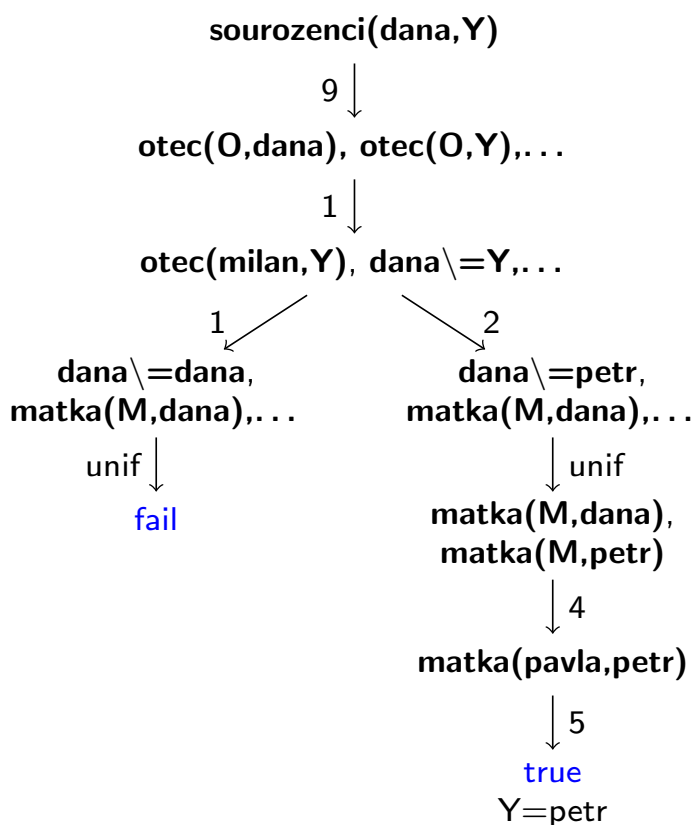 sourozenci(dana,Y)
9
otec(O,dana), otec(O,Y),...
1
otec(milan,Y), dana\=Y,...
1
2
dana\=dana,
matka(M,dana),...
dana\=petr,
matka(M,dana),...
unif
unif
fail
matka(M,dana),
matka(M,petr)
4
matka(pavla,petr)
5
true
Y=petr